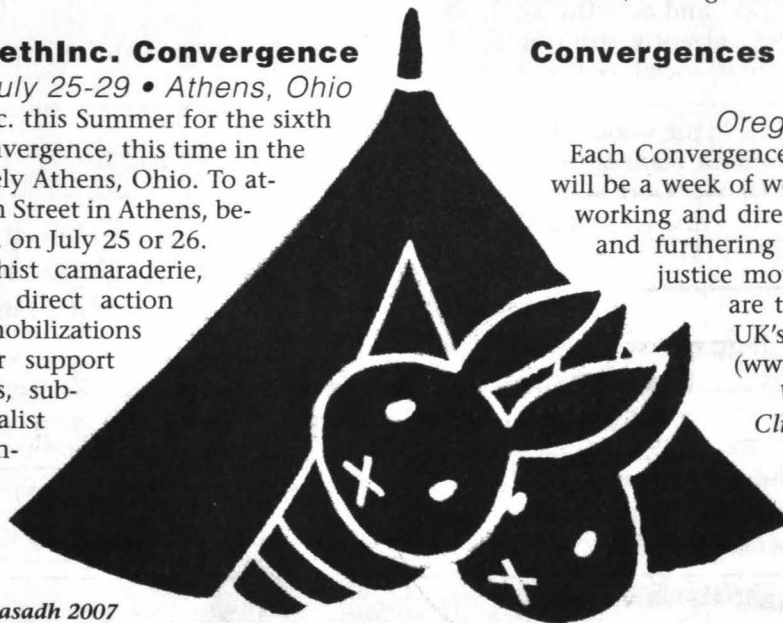 ethInc. Convergence
July 25-29 • Athens, Ohio
c. this Summer for the sixth
nvergence, this time in the
ely Athens, Ohio. To at-
Street in Athens, be-
on July 25 or 26.
hist camaraderie,
direct action
mobilizations
support
s, sub-
alist
n-
asadh 2007
Convergences
Oreg
Each Convergence
will be a week of w
working and dire
and furthering
justice mo
are t
UK's
(ww
Cli